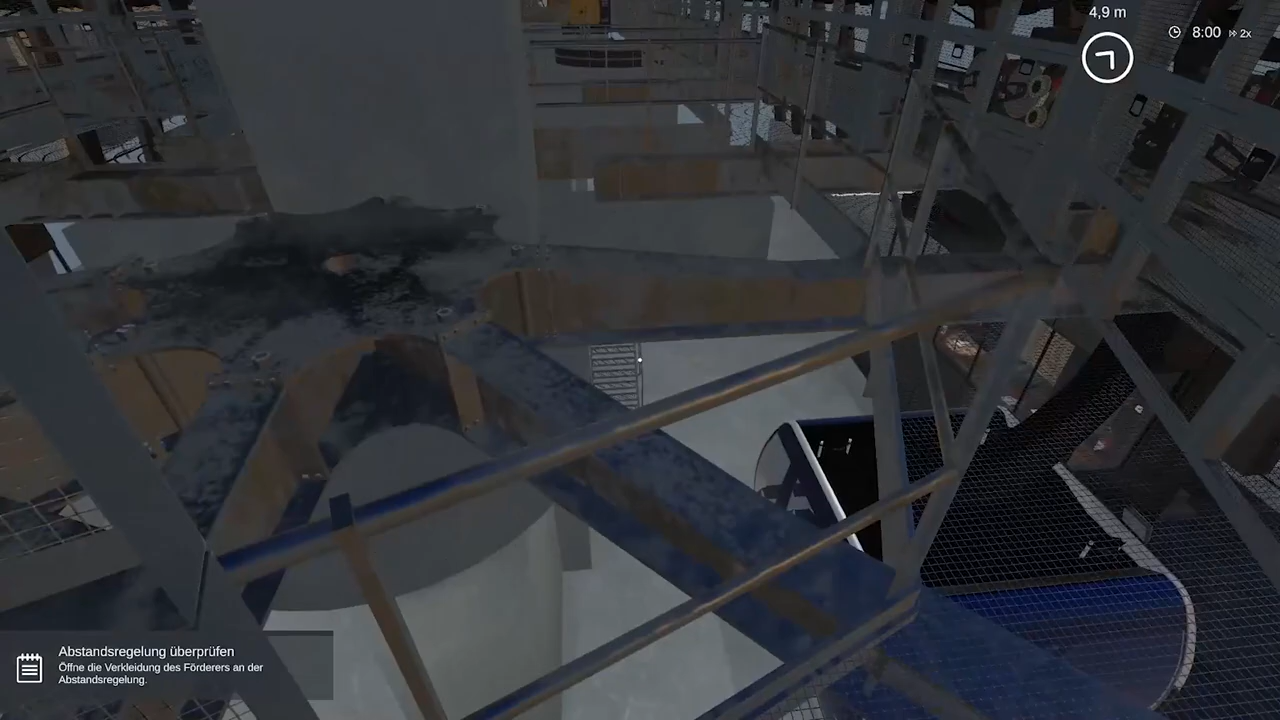 4,9 m
8:00 2x
Abstandsregelung überprüfen
Öffne die Verkleidung des Förderers an der
Abstandsregelung.